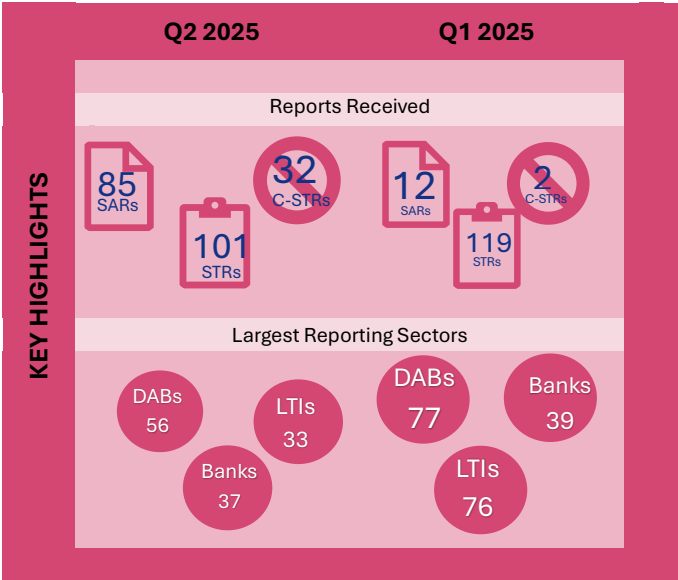 Q2 2025
Q1 2025
KEY HIGHLIGHTS
Reports Received
85
SARs
32
C-STRs
101
STRs
12
SARs
2
C-STRs
119
STRs
Largest Reporting Sectors
DABs
56
LTIs
33
Banks
37
DABs
77
Banks
39
LTIs
76